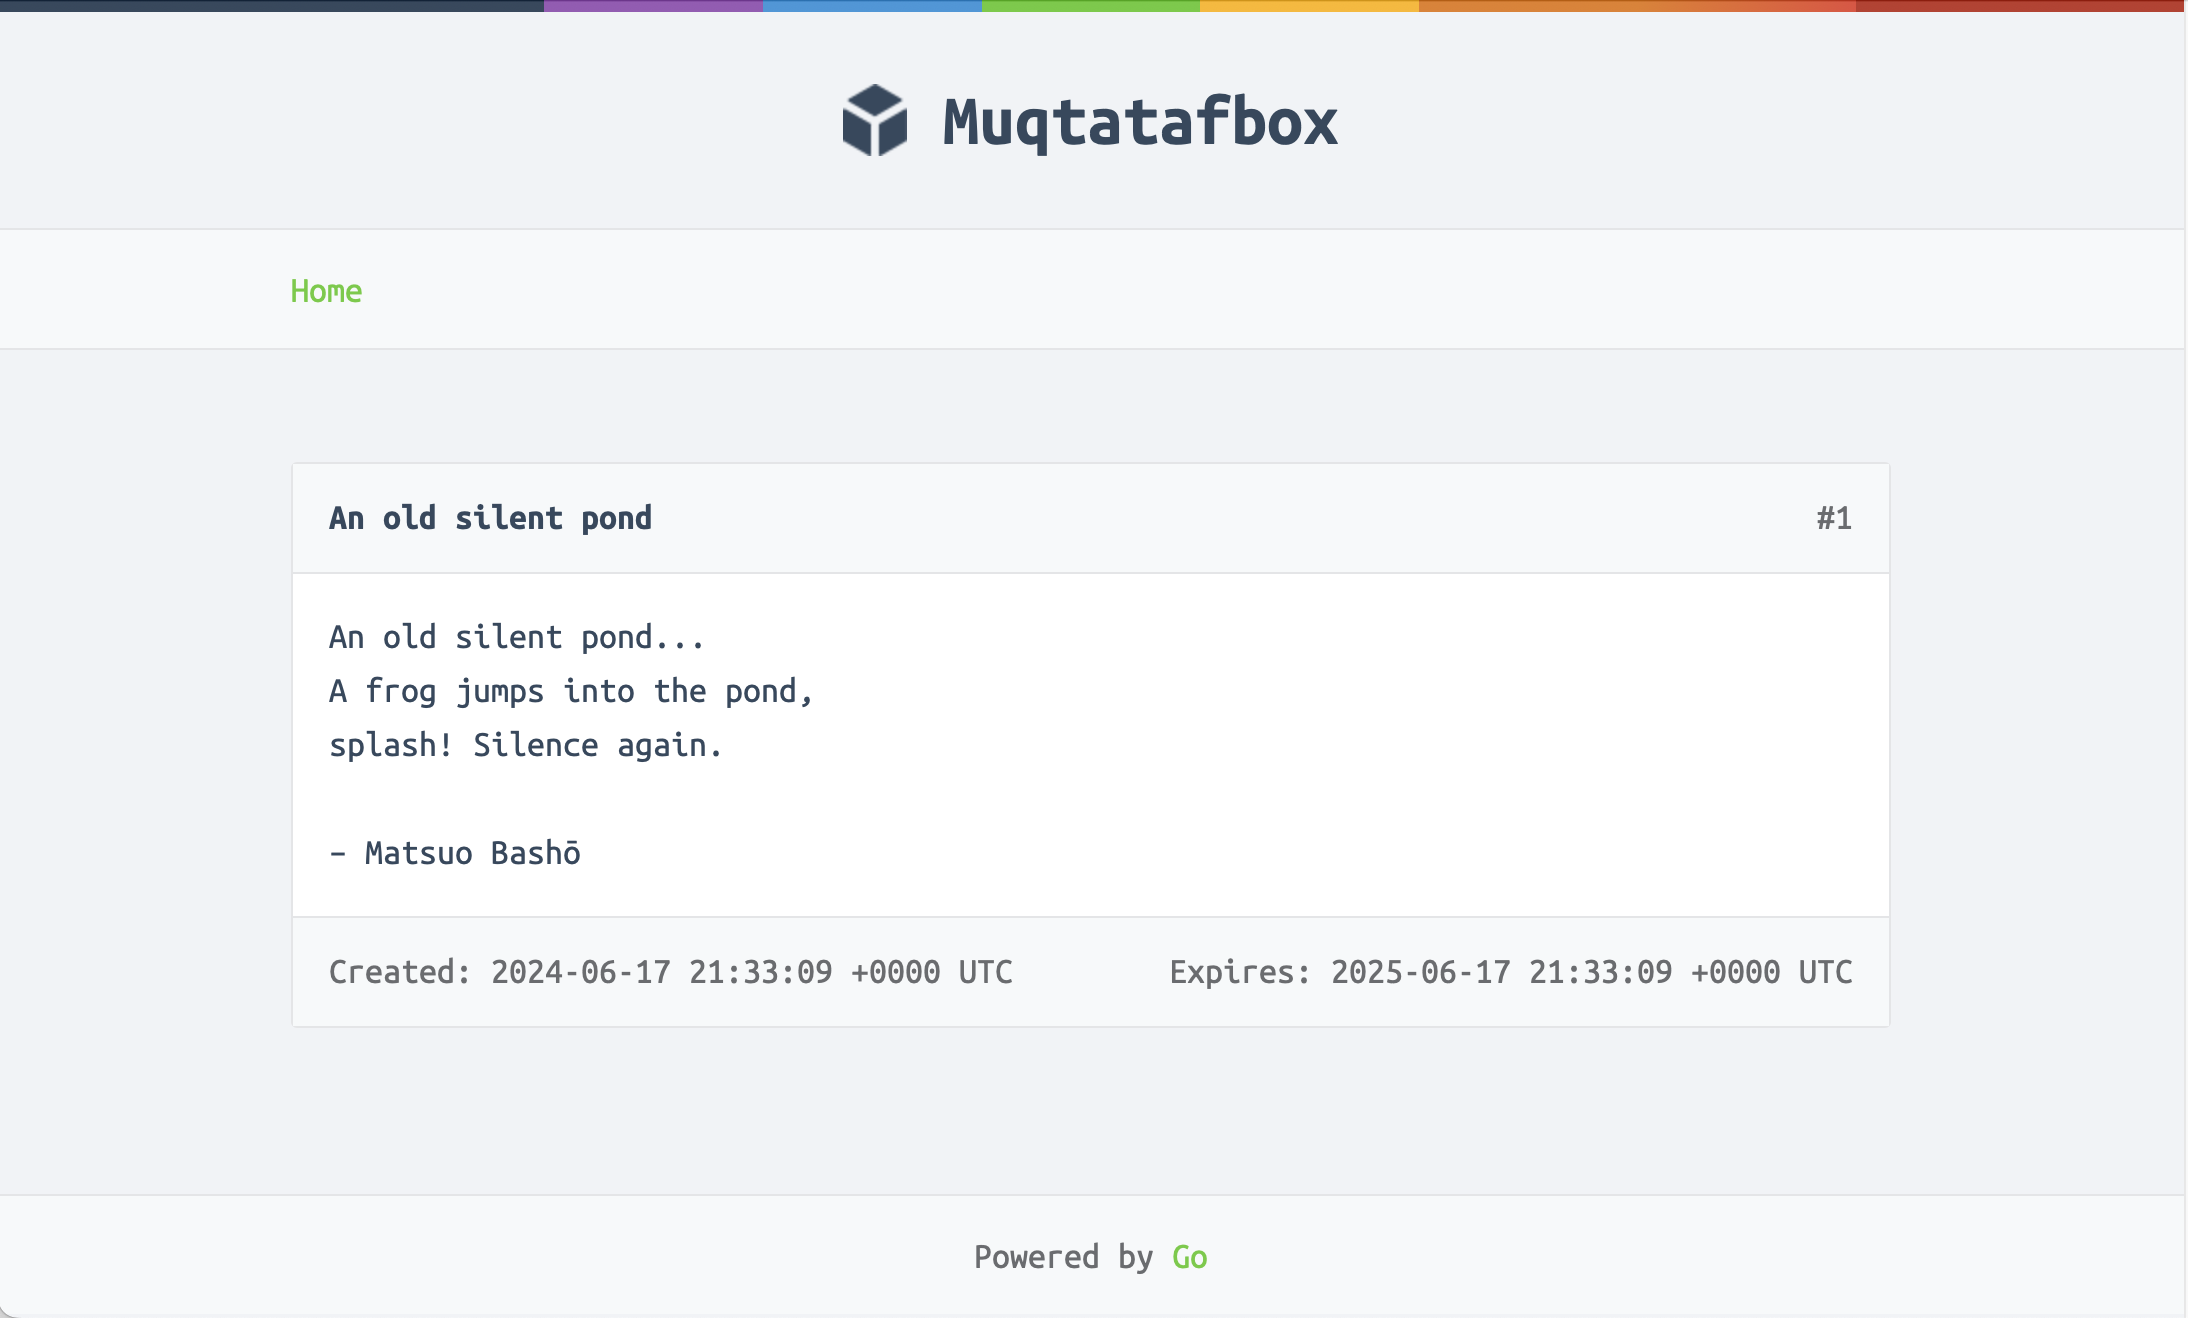 Muqtatafbox
Home
An old silent pond #1
An old silent pond...
A frog jumps into the pond,
splash! Silence again.
– Matsuo Bashō
Created: 2024-06-17 21:33:09 +0000 UTC Expires: 2025-06-17 21:33:09 +0000 UTC
Powered by Go